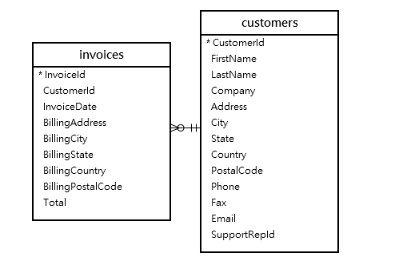 invoices
* InvoiceId
CustomerId
InvoiceDate
BillingAddress
BillingCity
BillingState
BillingCountry
BillingPostalCode
Total
customers
* CustomerId
FirstName
LastName
Company
Address
City
State
Country
PostalCode
Phone
Fax
Email
SupportRepId